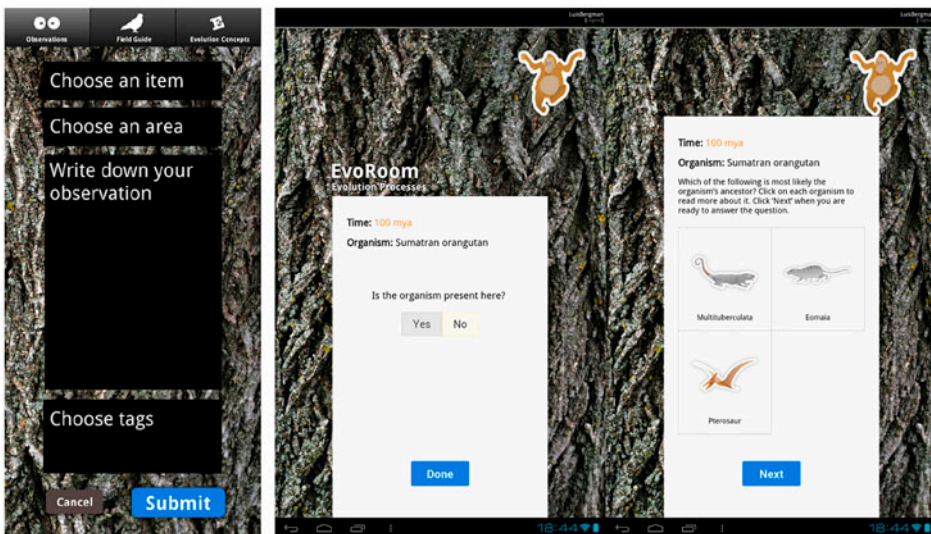 Observations
Field Guide
Evolution Concepts
Choose an item
Choose an area
Write down your
observation
Choose tags
Cancel
Submit
LuisBergman
EvoRoom
Evolution Processes
Time: 100 mya
Organism: Sumatran orangutan
Is the organism present here?
Yes
No
Done
18:44
LuisBergman
Time: 100 mya
Organism: Sumatran orangutan
Which of the following is most likely the
organism's ancestor? Click on each organism to
read more about it. Click 'Next' when you are
ready to answer the question.
Multituberculata
Eomaia
Pterosaur
Next
18:44